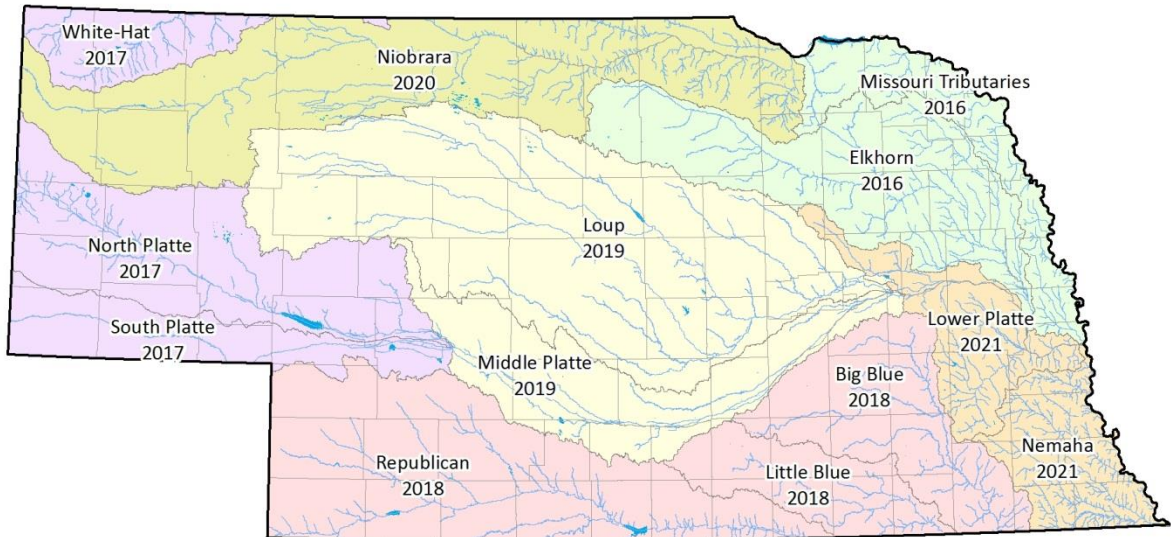 White-Hat
2017
Niobrara
2020
Missouri Tributaries
2016
Elkhorn
2016
Loup
2019
North Platte
2017
South Platte
2017
Lower Platte
2021
Middle Platte
2019
Big Blue
2018
Nemaha
2021
Republican
2018
Little Blue
2018